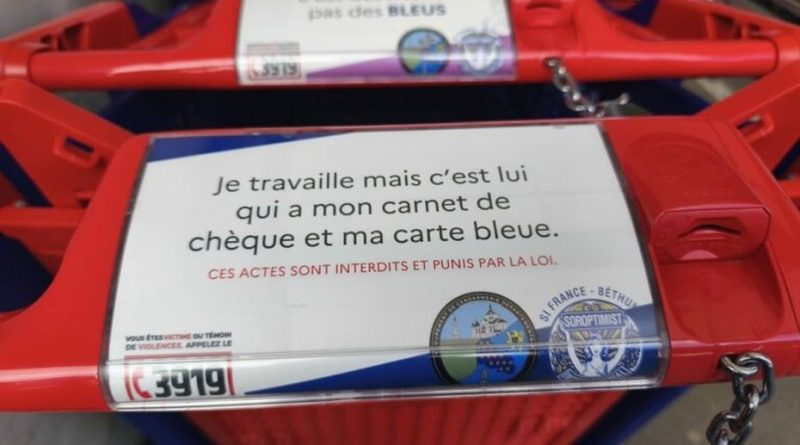 pas des BLEUS
3919
Je travaille mais c'est lui
qui a mon carnet de
chèque et ma carte bleue.
CES ACTES SONT INTERDITS ET PUNIS PAR LA LOI.
VOUS ÊTES VICTIME OU TÉMOIN
DE VIOLENCES, APPELEZ LE
3919
SI FRANCE - BÉTHUN
SOROPTIMIST